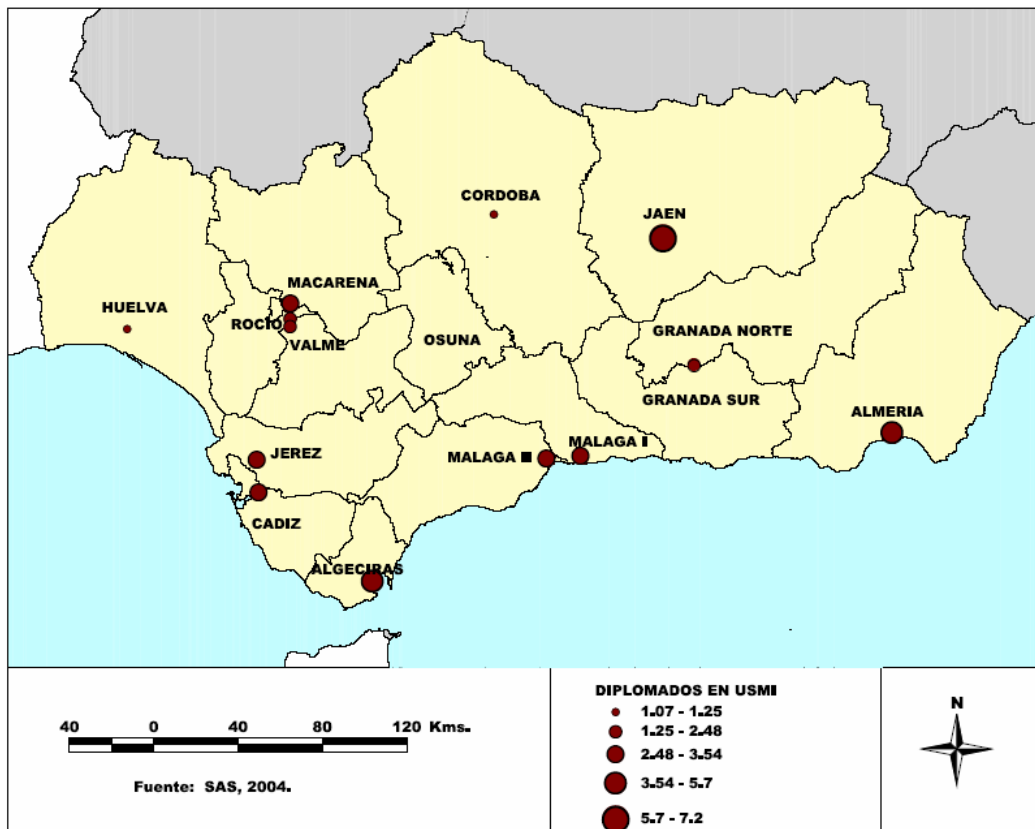 CORDOBA
JAEN
MACARENA
HUELVA
ROCIO
VALME
OSUNA
GRANADA NORTE
GRANADA SUR
ALMERIA
MALAGA I
MALAGA II
JEREZ
CADIZ
ALGECIRAS
DIPLOMADOS EN USMI
1.07 - 1.25
1.25 - 2.48
2.48 - 3.54
3.54 - 5.7
5.7 - 7.2
40 0 40 80 120 Kms.
Fuente: SAS, 2004.
N